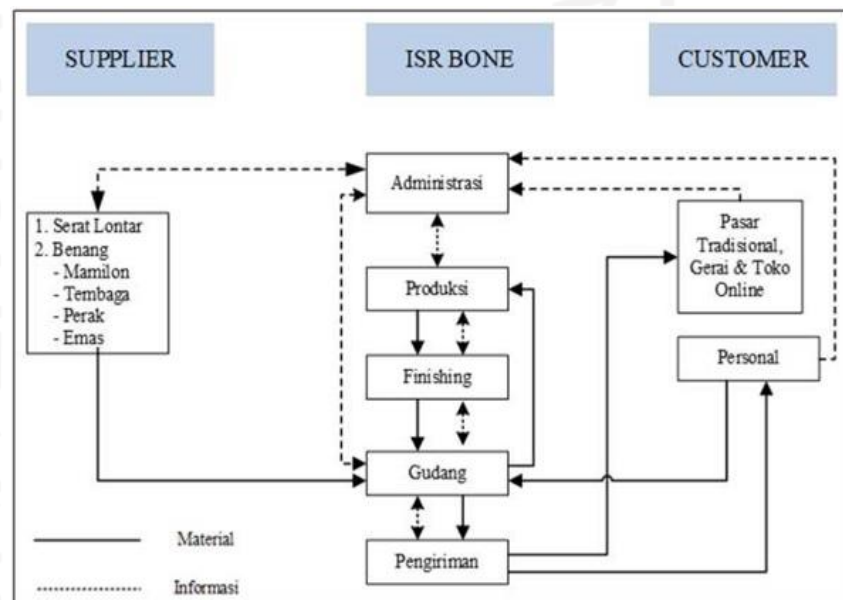 SUPPLIER
ISR BONE
CUSTOMER
Administrasi
1. Serat Lontar
2. Benang
- Mamilon
- Tembaga
- Perak
- Emas
Pasar
Tradisional,
Gerai & Toko
Online
Produksi
Personal
Finishing
Gudang
Pengiriman
Material
Informasi